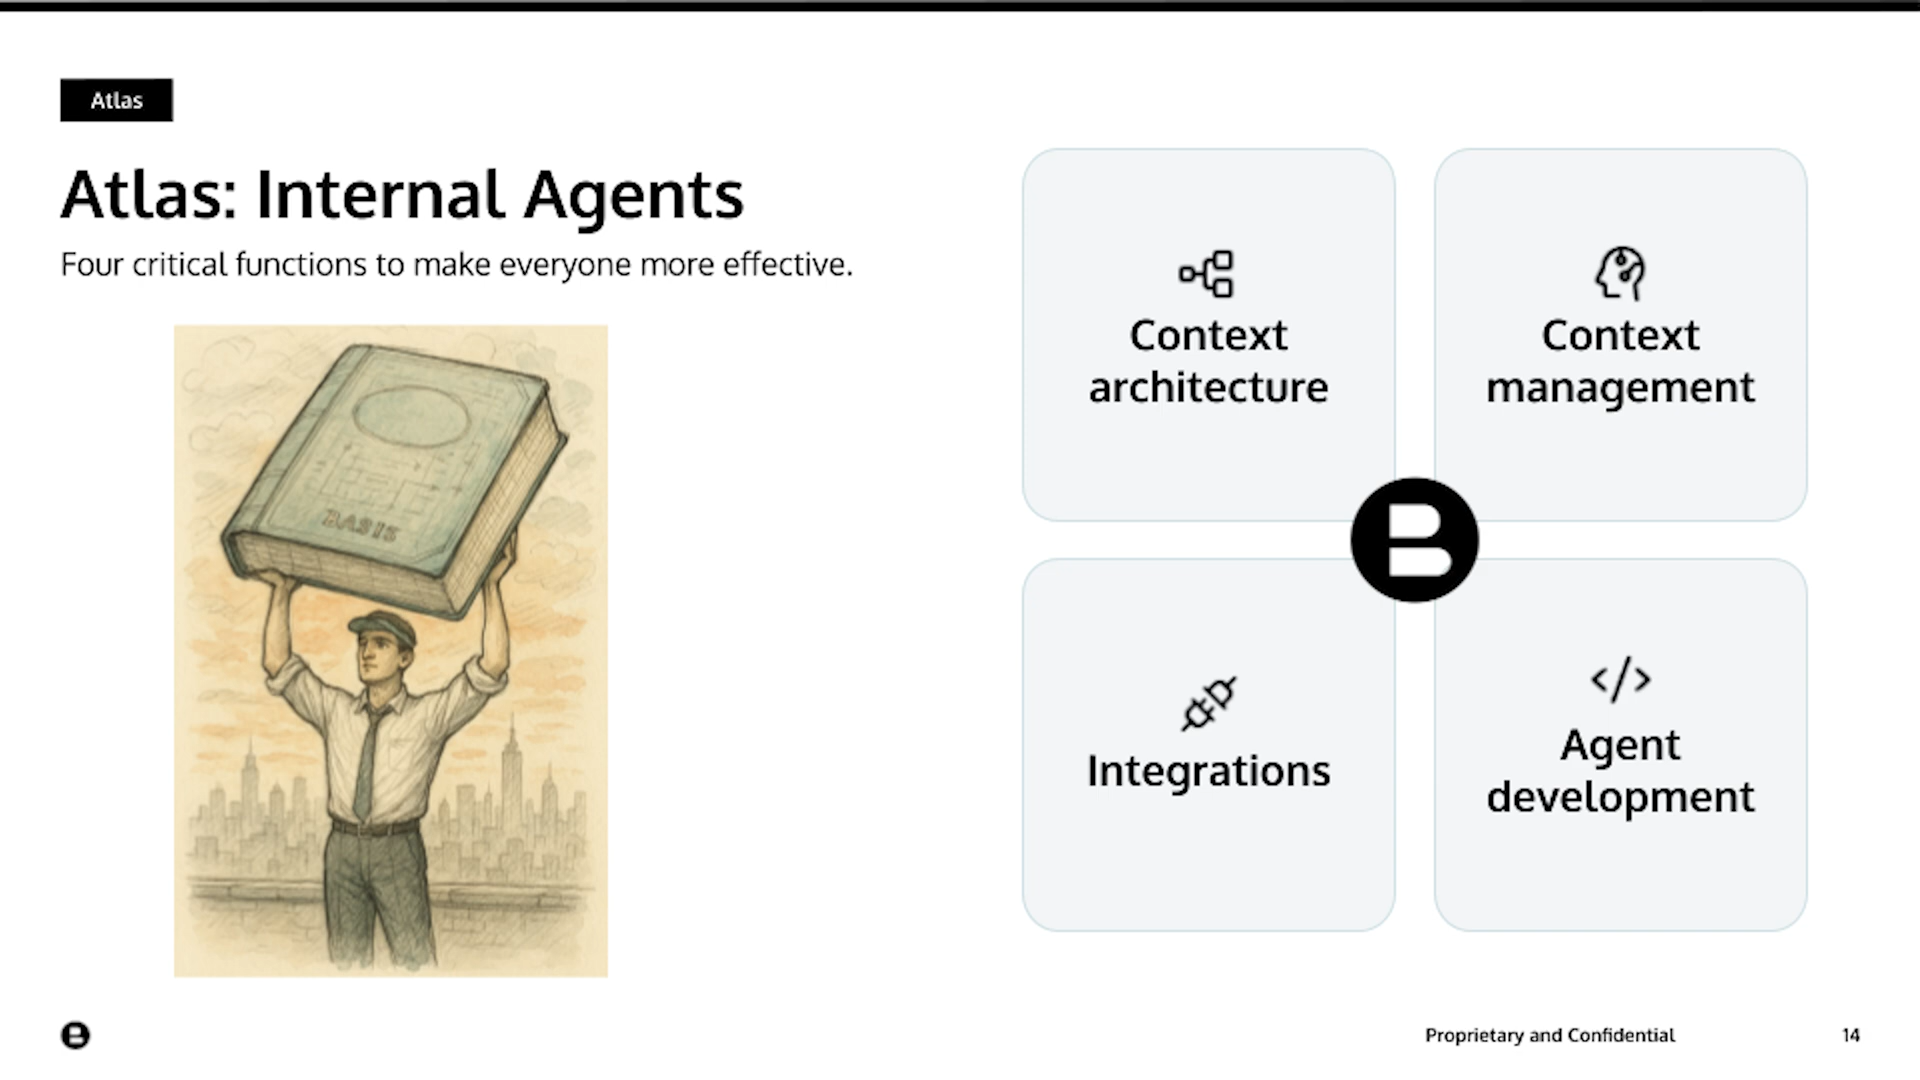 Atlas
Atlas: Internal Agents
Four critical functions to make everyone more effective.
BASIS
Context
architecture
Context
management
B
Integrations
Agent
development
B
Proprietary and Confidential
14